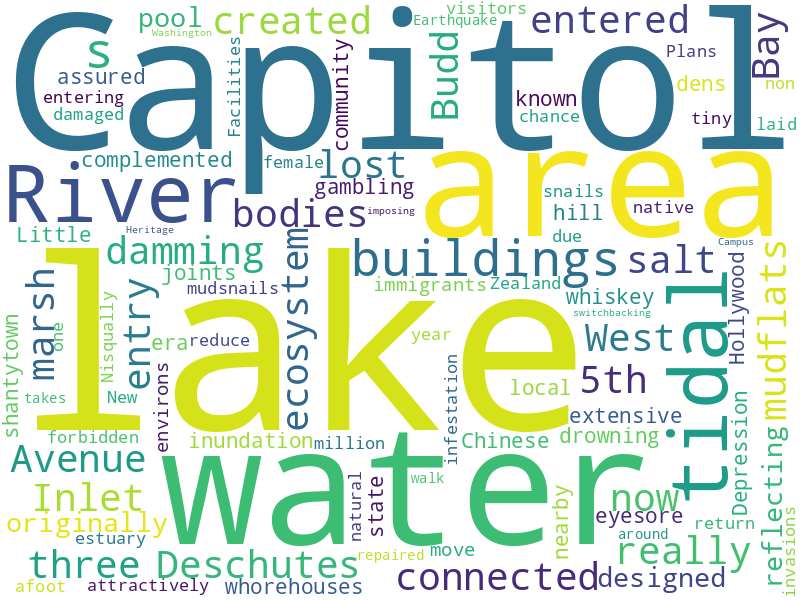 Capitol
lake
water
area
tidal
River
buildings
Bay
Budd
s
created
entered
pool
visitors
Earthquake
Washington
Facilities
community
assured
entering
damaged
known
chance
Plans
dens
non
tiny
laid
complemented
female
lost
gambling
bodies
imposing
snails
hill
native
due
Little
Heritage
damming
joints
mudsnails
ecosystem
immigrants
Zealand
whiskey
switchbacking
salt
Campus
Hollywood
mudflats
marsh
entry
shantytown
one
Nisqually
takes
New
era
reduce
year
West
5th
local
extensive
environs
forbidden
inundation
million
infestation
Chinese
drowning
Depression
reflecting
Avenue
Inlet
originally
estuary
natural
state
walk
now
nearby
eyesore
around
return
invasions
three
Deschutes
repaired
move
really
connected
designed
afoot
attractively
whorehouses